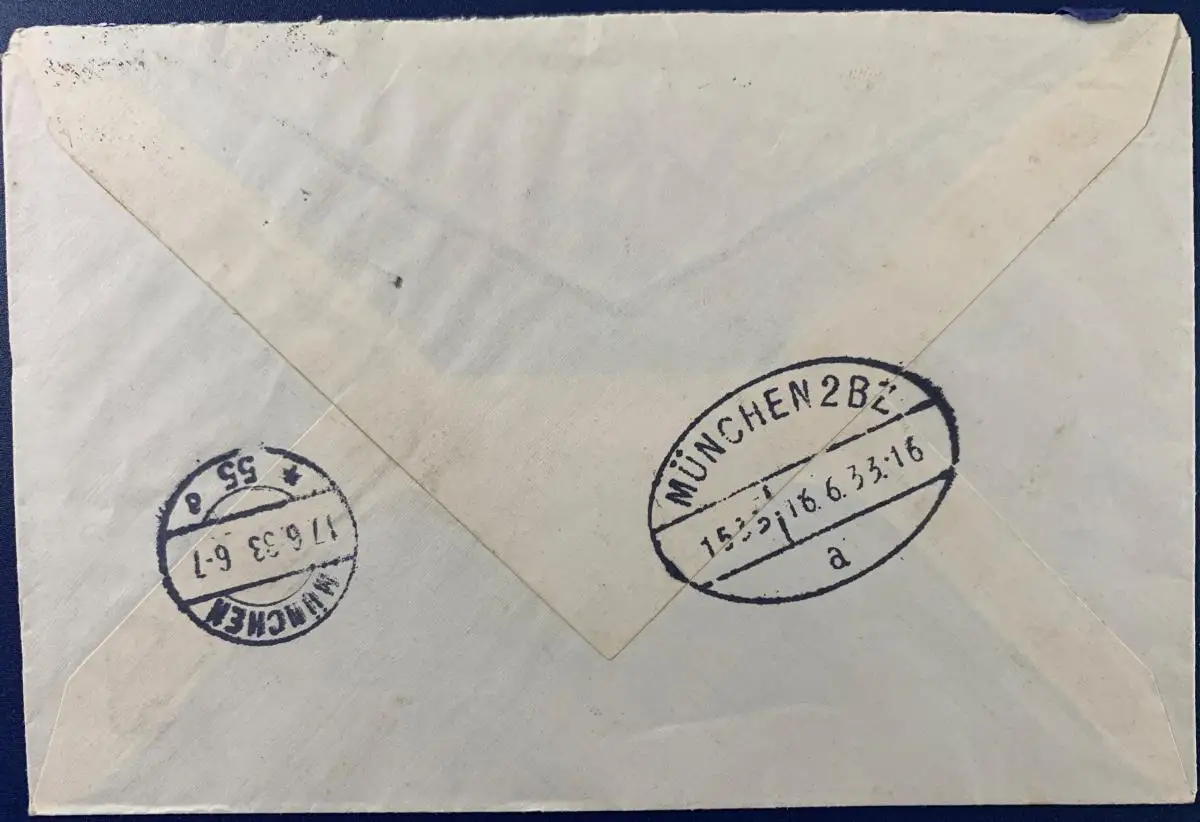 MÜNCHEN 2 BZ
16.6.33.16
a
MÜNCHEN
17.6.33 6-7
* 55 a